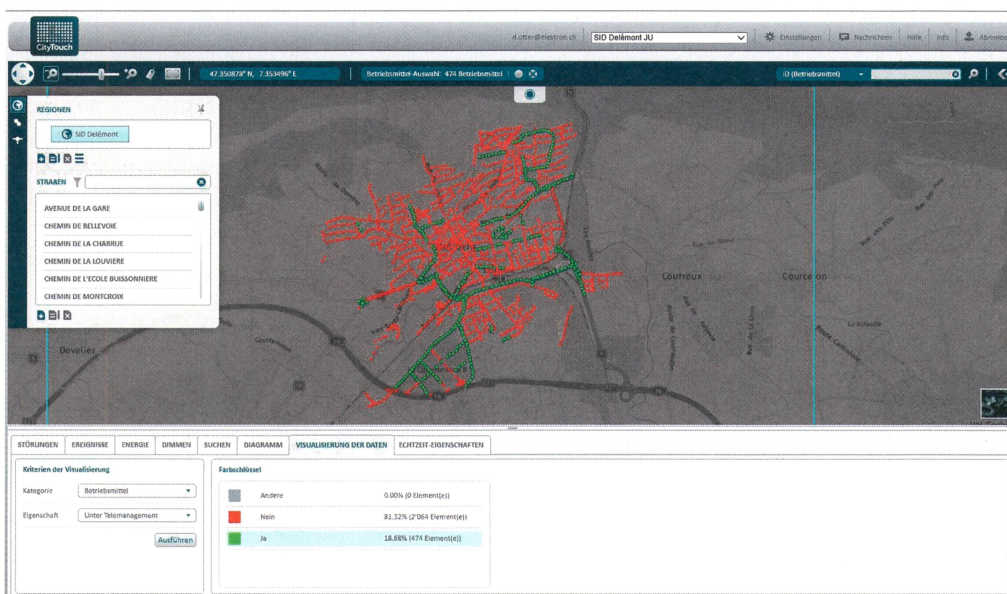 CityTouch
d.otter@elektron.ch
SID Delémont JU
Einstellungen
Nachrichten
Hilfe
Info
Abmelde
47.350878° N, 7.353496° E
Betriebsmittel-Auswahl: 474 Betriebsmittel
ID (Betriebsmittel)
REGIONEN
SID Delémont
STRAßEN
AVENUE DE LA GARE
CHEMIN DE BELLEVOIE
CHEMIN DE LA CHARRUE
CHEMIN DE LA LOUVIERE
CHEMIN DE L'ECOLE BUISSONNIERE
CHEMIN DE MONTCROIX
Develier
Courroux
Courcelon
STÖRUNGEN
EREIGNISSE
ENERGIE
DIMMEN
SUCHEN
DIAGRAMM
VISUALISIERUNG DER DATEN
ECHTZEIT-EIGENSCHAFTEN
Kriterien der Visualisierung
Kategorie Betriebsmittel
Eigenschaft Unter Telemanagement
Ausführen
Farbschlüssel
Andere 0.00% (0 Element(e))
Nein 81.32% (2'064 Element(e))
Ja 18.68% (474 Element(e))